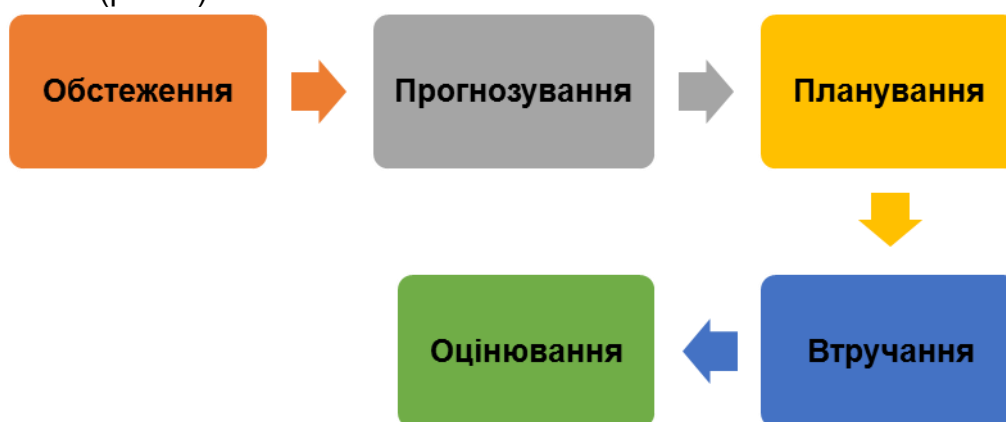 Обстеження
Прогнозування
Планування
Втручання
Оцінювання